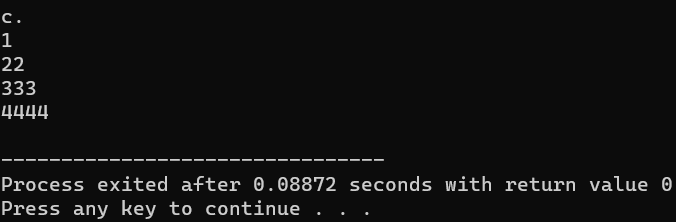 c.
1
22
333
4444
--------------------------------
Process exited after 0.08872 seconds with return value 0
Press any key to continue . . .